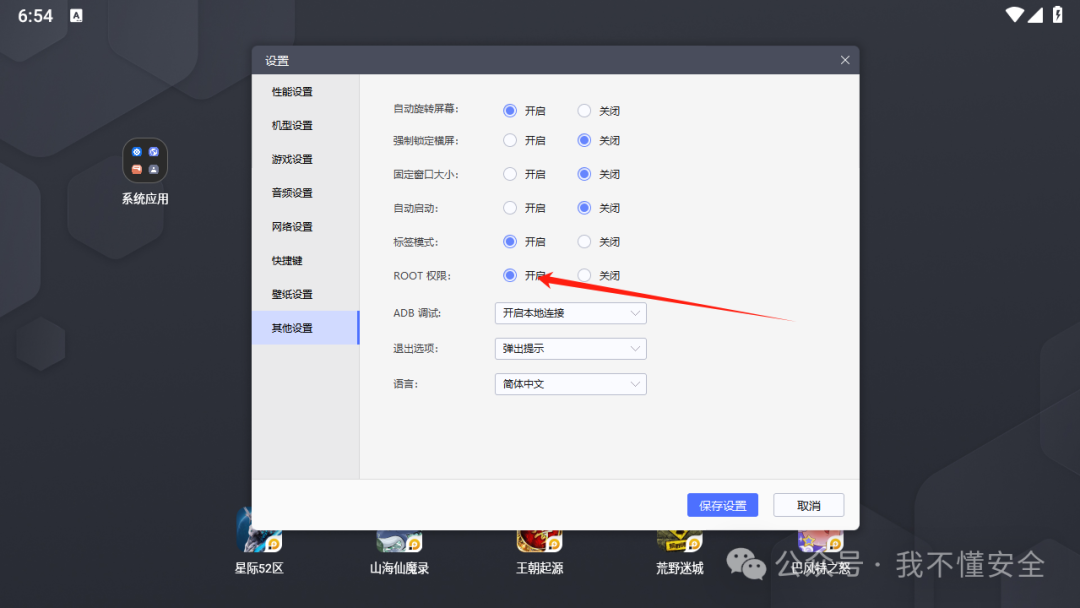 6:54 A
设置
性能设置
机型设置
游戏设置
音频设置
网络设置
快捷键
壁纸设置
其他设置
自动旋转屏幕: 开启 关闭
强制锁定横屏: 开启 关闭
固定窗口大小: 开启 关闭
自动启动: 开启 关闭
标签模式: 开启 关闭
ROOT 权限: 开启 关闭
ADB 调试: 开启本地连接
退出选项: 弹出提示
语言: 简体中文
保存设置 取消
系统应用
星际52区 山海仙魔录 王朝起源 荒野迷城 巴风特之怒
公众号 · 我不懂安全